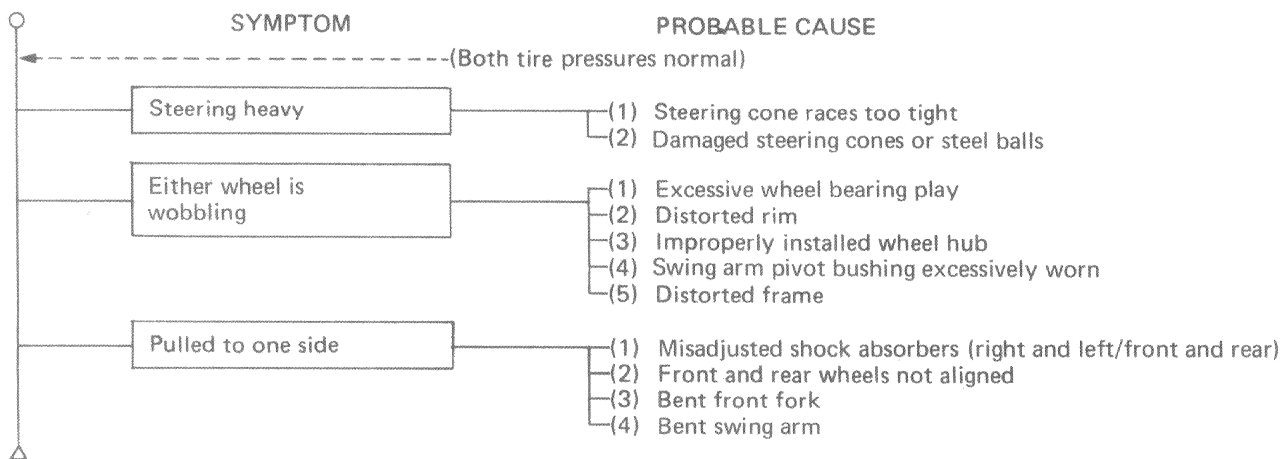 SYMPTOM PROBABLE CAUSE
(Both tire pressures normal)
Steering heavy
(1) Steering cone races too tight
(2) Damaged steering cones or steel balls
Either wheel is
wobbling
(1) Excessive wheel bearing play
(2) Distorted rim
(3) Improperly installed wheel hub
(4) Swing arm pivot bushing excessively worn
(5) Distorted frame
Pulled to one side
(1) Misadjusted shock absorbers (right and left/front and rear)
(2) Front and rear wheels not aligned
(3) Bent front fork
(4) Bent swing arm